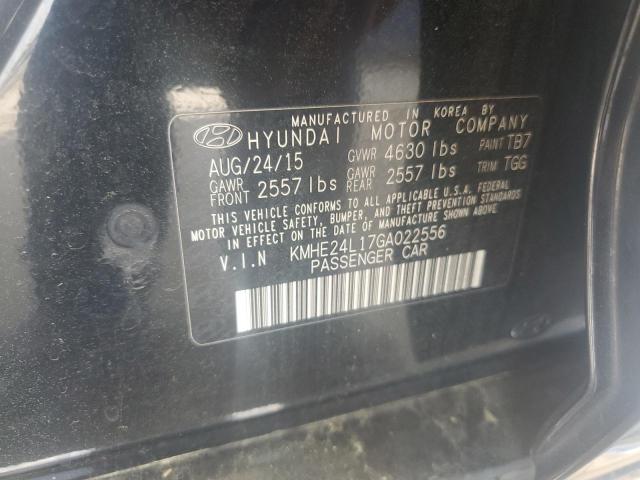 MANUFACTURED IN KOREA BY
HYUNDAI MOTOR COMPANY
AUG/24/15 GVWR 4630 lbs PAINT TB7
GAWR FRONT 2557 lbs GAWR REAR 2557 lbs TRIM TGG
THIS VEHICLE CONFORMS TO ALL APPLICABLE U.S.A. FEDERAL
MOTOR VEHICLE SAFETY, BUMPER, AND THEFT PREVENTION STANDARDS
IN EFFECT ON THE DATE OF MANUFACTURE SHOWN ABOVE.
V.I.N KMHE24L17GA022556
PASSENGER CAR